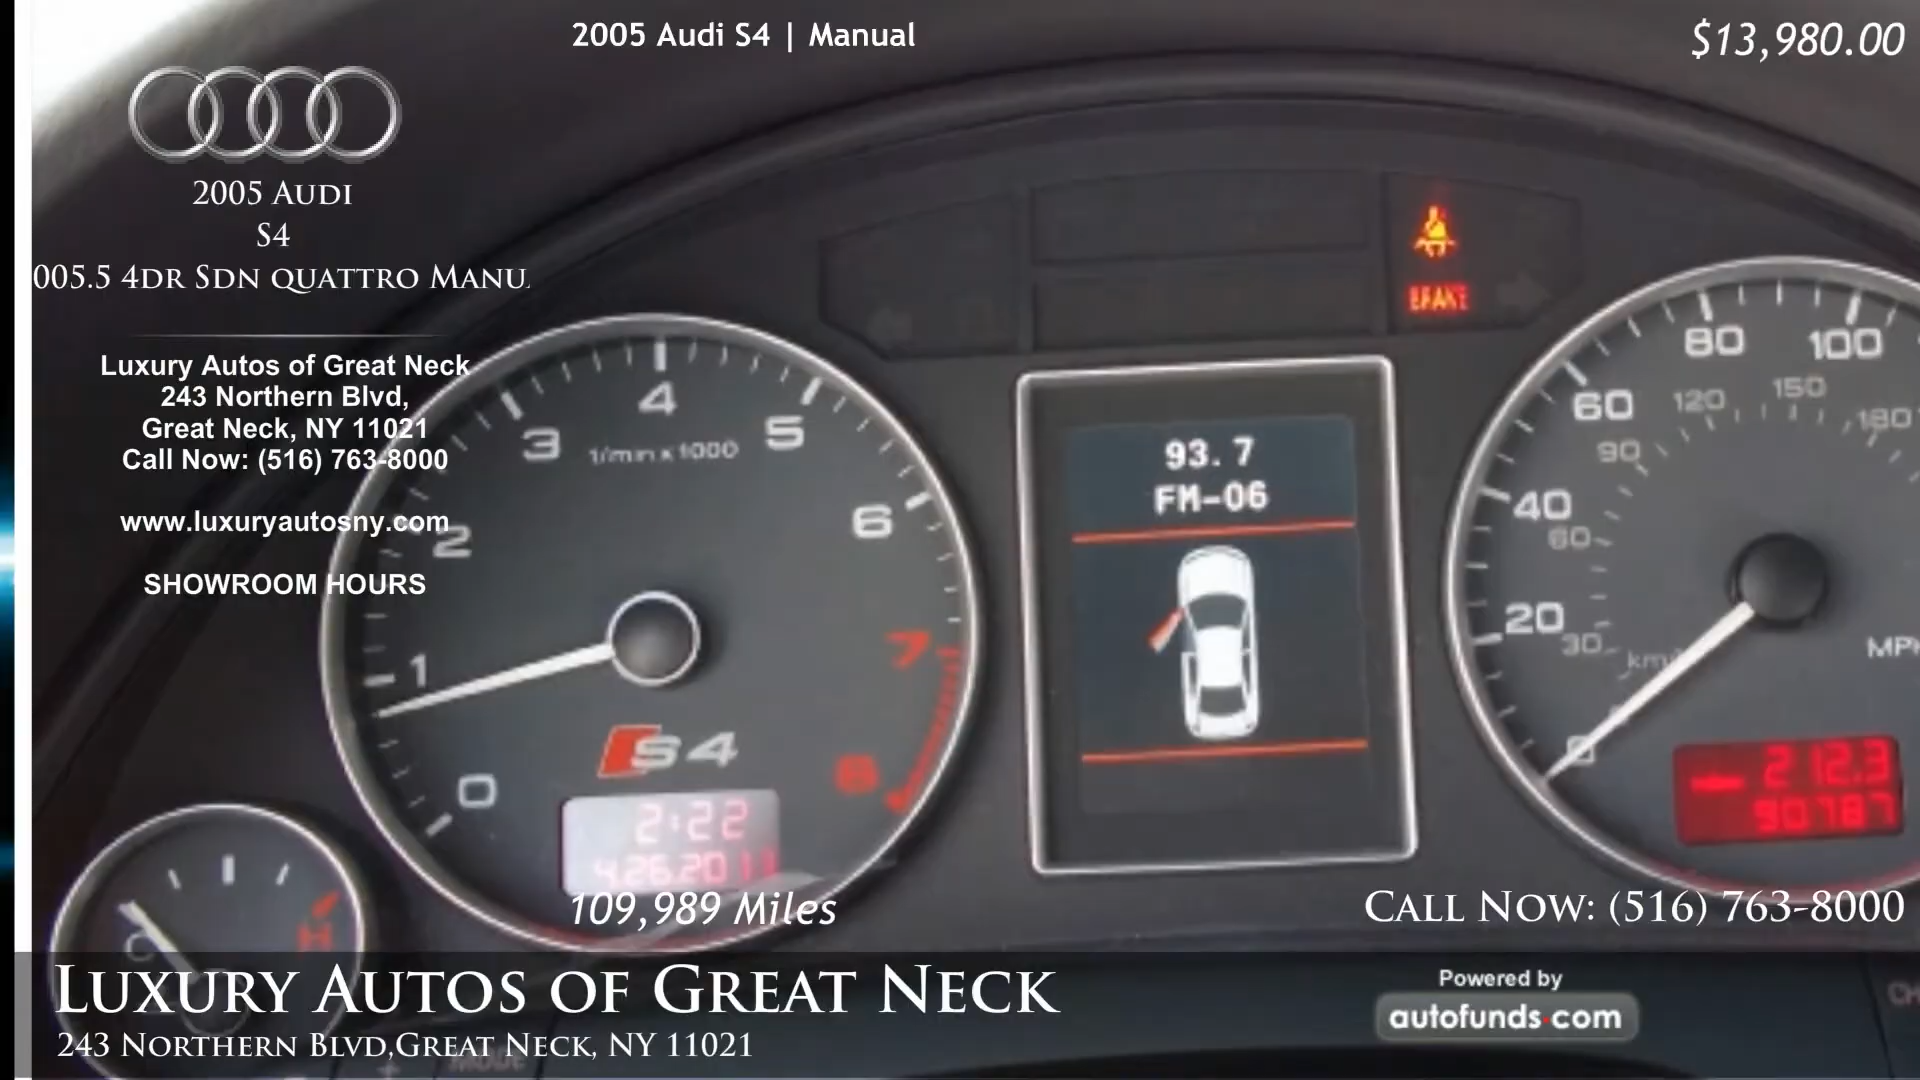 2005 Audi S4 | Manual
$13,980.00
2005 Audi
S4
005.5 4dr Sdn quattro Manu
Luxury Autos of Great Neck
243 Northern Blvd,
Great Neck, NY 11021
Call Now: (516) 763-8000
www.luxuryautosny.com
SHOWROOM HOURS
BRAKE
0
1
2
3
4
5
6
7
8
1/min x 1000
S4
2:22
4.26.2011
93.7
FM-06
0
20
40
60
80
100
30
60
90
120
150
180
km/
MPH
212.3
90787
C
H
109,989 Miles
Call Now: (516) 763-8000
Luxury Autos of Great Neck
243 Northern Blvd,Great Neck, NY 11021
MODE
Powered by
autofunds.com
CH